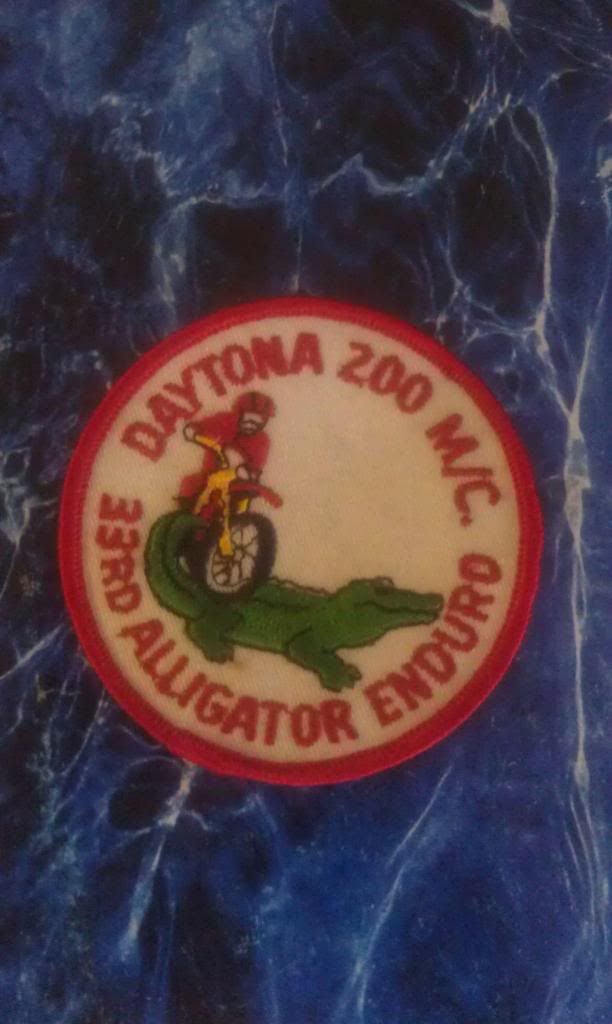 DAYTONA 200 M/C.
33RD ALLIGATOR ENDURO